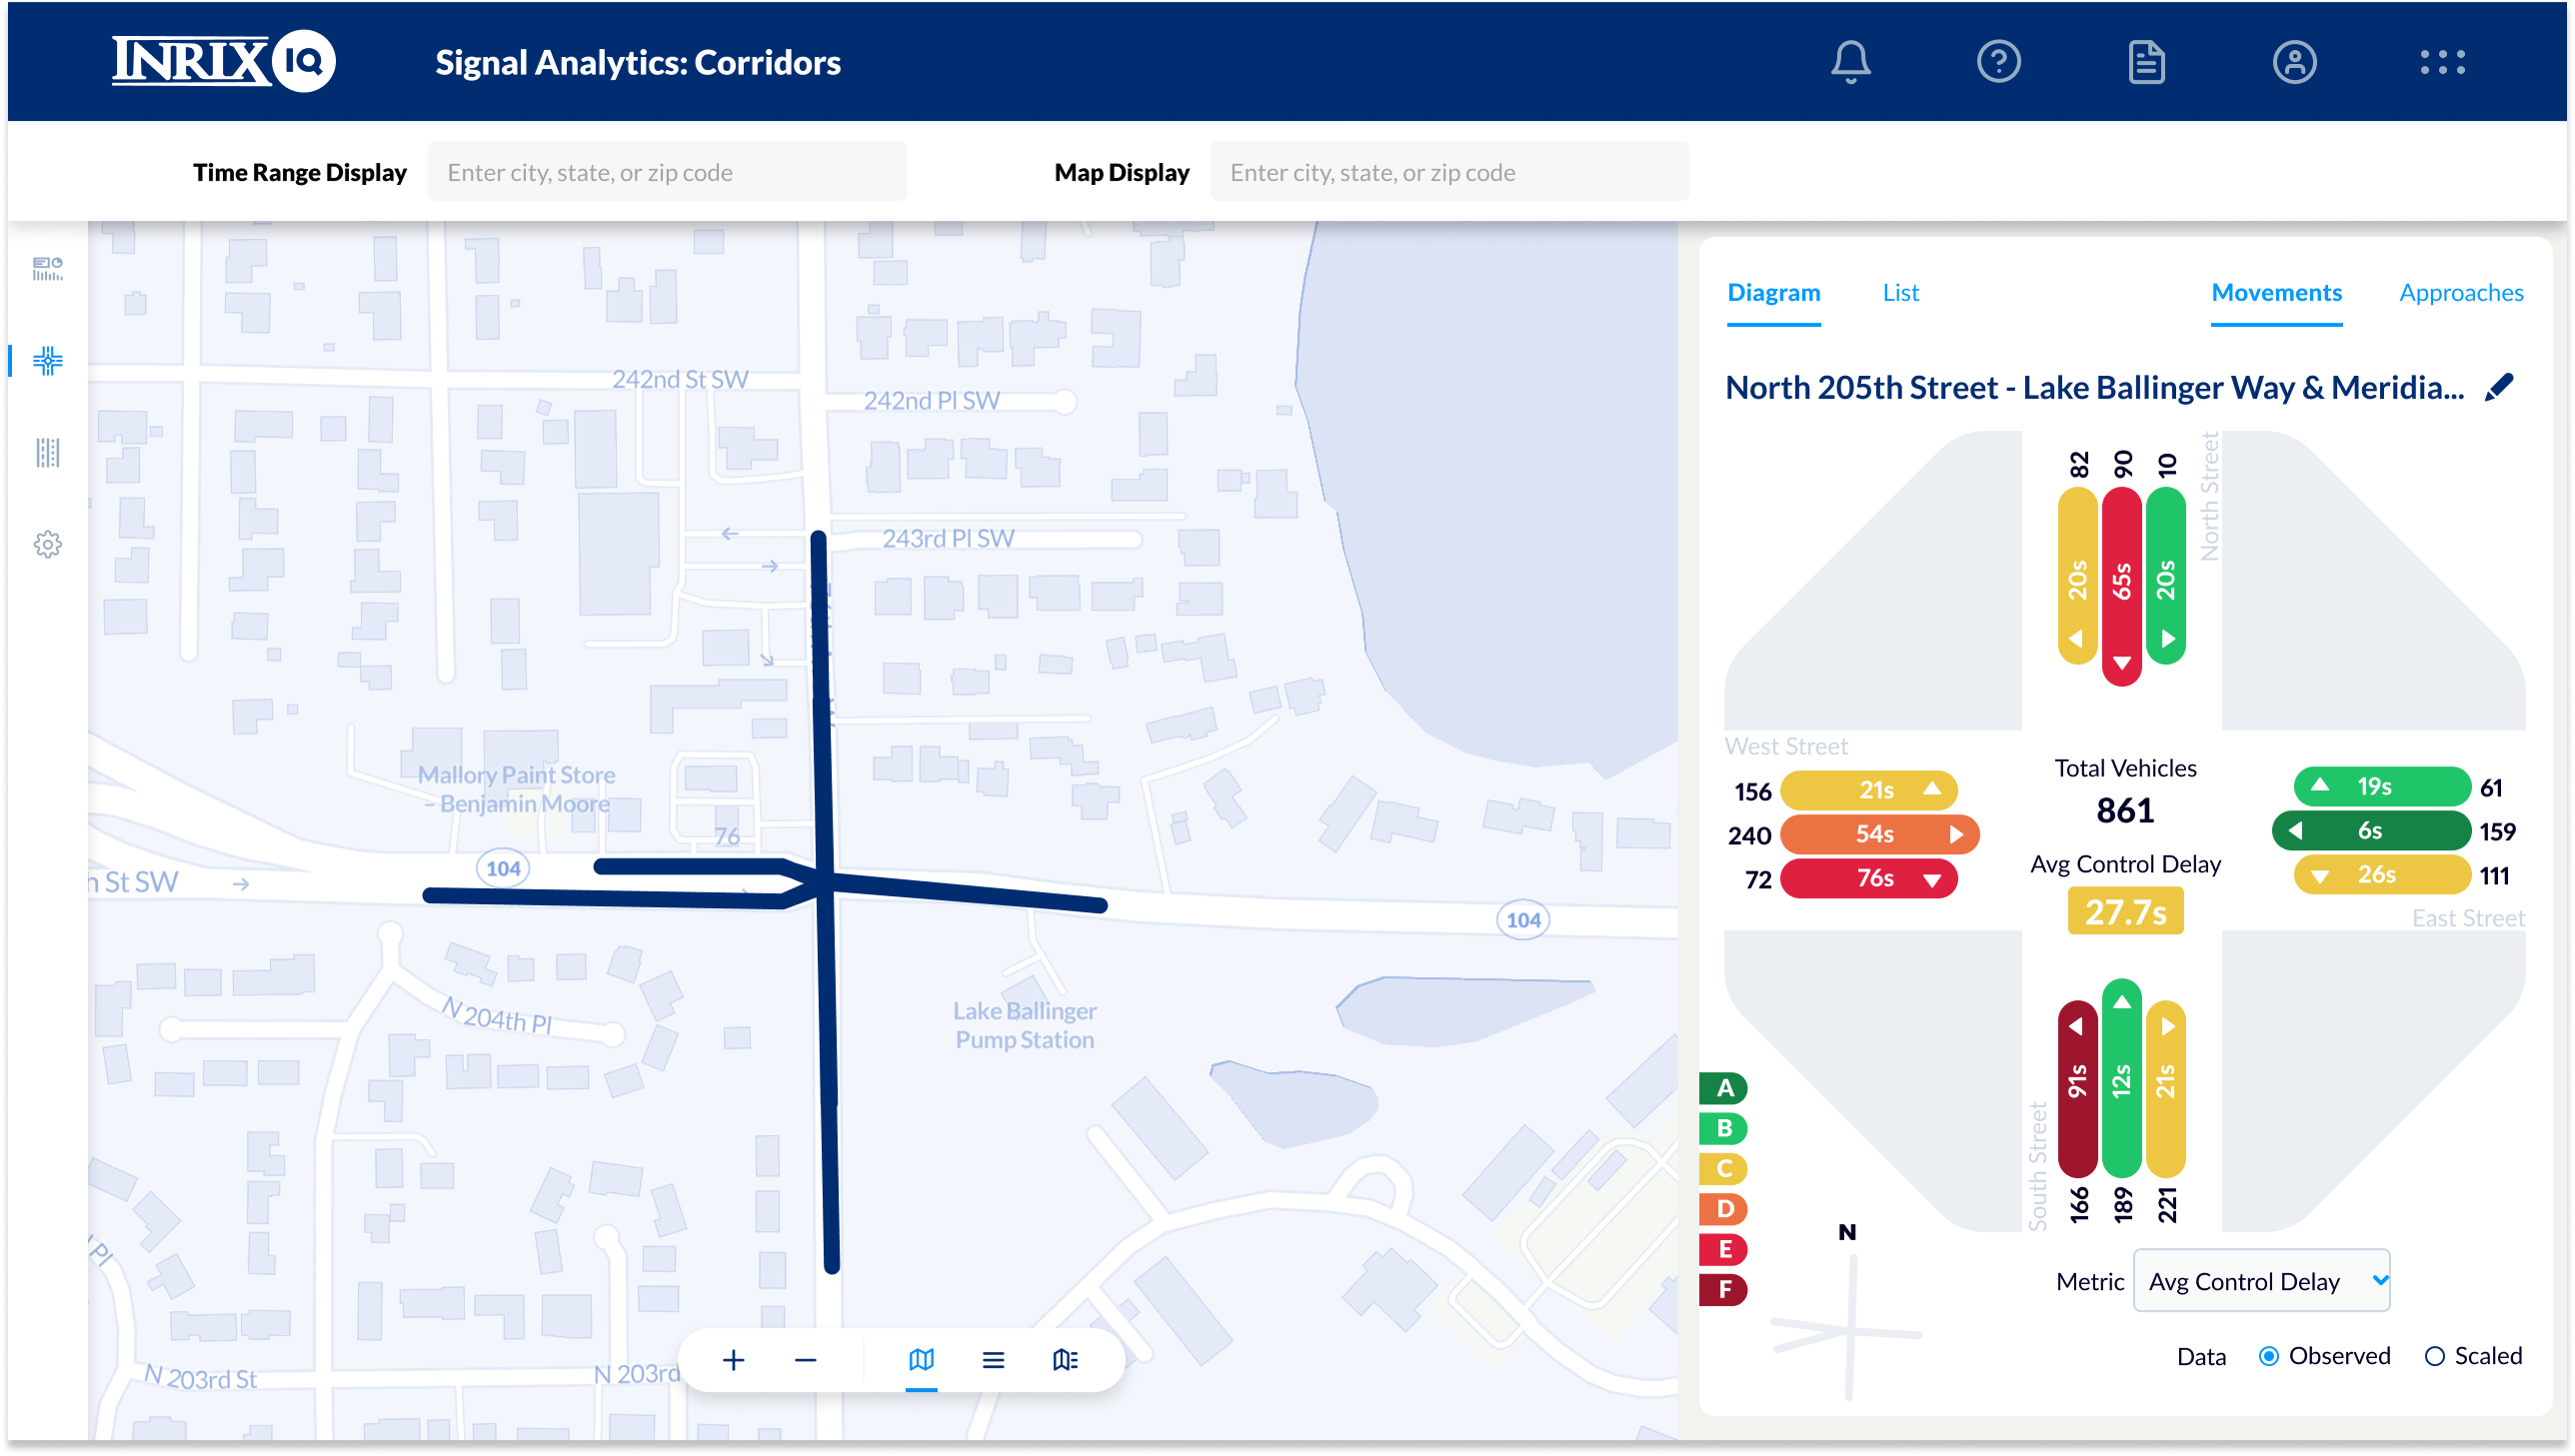 INRIX IQ
Signal Analytics: Corridors
Time Range Display
Enter city, state, or zip code
Map Display
Enter city, state, or zip code
242nd St SW
242nd Pl SW
243rd Pl SW
Mallory Paint Store
– Benjamin Moore
76
104
St SW
104
N 204th Pl
Lake Ballinger
Pump Station
Pl
N 203rd St
N 203rd
Diagram
List
Movements
Approaches
North 205th Street - Lake Ballinger Way & Meridia...
82
90
10
North Street
20s
65s
20s
West Street
156
21s
240
54s
72
76s
Total Vehicles
861
Avg Control Delay
27.7s
19s
61
6s
159
26s
111
East Street
91s
12s
21s
South Street
166
189
221
A
B
C
D
E
F
N
Metric
Avg Control Delay
Data
Observed
Scaled